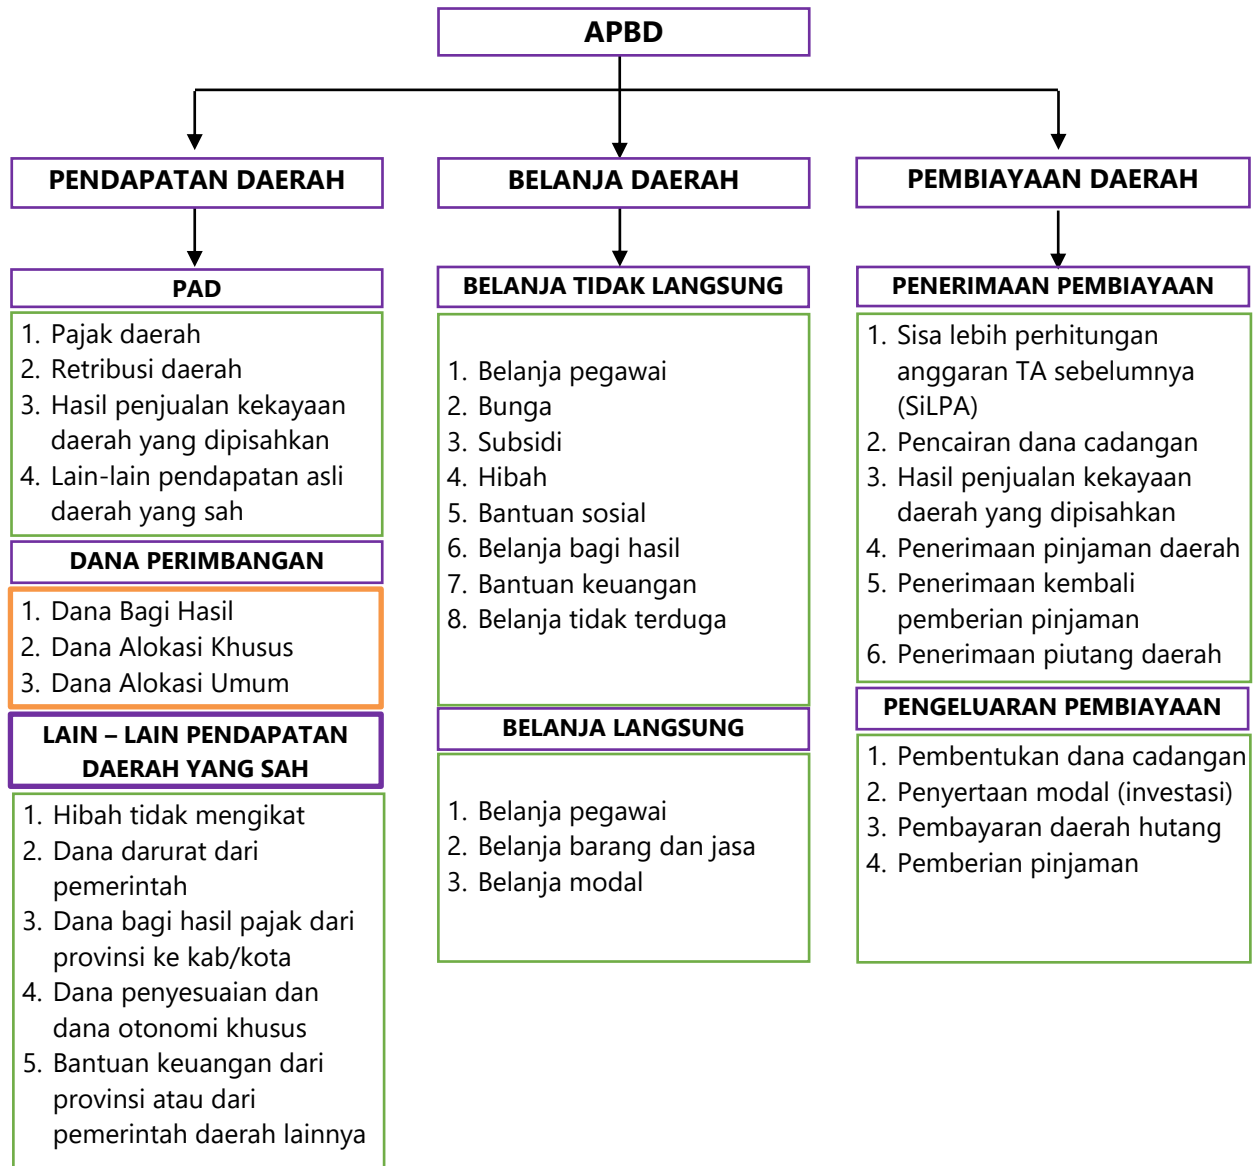 APBD
PENDAPATAN DAERAH
PAD
1. Pajak daerah
2. Retribusi daerah
3. Hasil penjualan kekayaan
daerah yang dipisahkan
4. Lain-lain pendapatan asli
daerah yang sah
DANA PERIMBANGAN
1. Dana Bagi Hasil
2. Dana Alokasi Khusus
3. Dana Alokasi Umum
LAIN – LAIN PENDAPATAN
DAERAH YANG SAH
1. Hibah tidak mengikat
2. Dana darurat dari
pemerintah
3. Dana bagi hasil pajak dari
provinsi ke kab/kota
4. Dana penyesuaian dan
dana otonomi khusus
5. Bantuan keuangan dari
provinsi atau dari
pemerintah daerah lainnya
BELANJA DAERAH
BELANJA TIDAK LANGSUNG
1. Belanja pegawai
2. Bunga
3. Subsidi
4. Hibah
5. Bantuan sosial
6. Belanja bagi hasil
7. Bantuan keuangan
8. Belanja tidak terduga
BELANJA LANGSUNG
1. Belanja pegawai
2. Belanja barang dan jasa
3. Belanja modal
PEMBIAYAAN DAERAH
PENERIMAAN PEMBIAYAAN
1. Sisa lebih perhitungan
anggaran TA sebelumnya
(SiLPA)
2. Pencairan dana cadangan
3. Hasil penjualan kekayaan
daerah yang dipisahkan
4. Penerimaan pinjaman daerah
5. Penerimaan kembali
pemberian pinjaman
6. Penerimaan piutang daerah
PENGELUARAN PEMBIAYAAN
1. Pembentukan dana cadangan
2. Penyertaan modal (investasi)
3. Pembayaran daerah hutang
4. Pemberian pinjaman